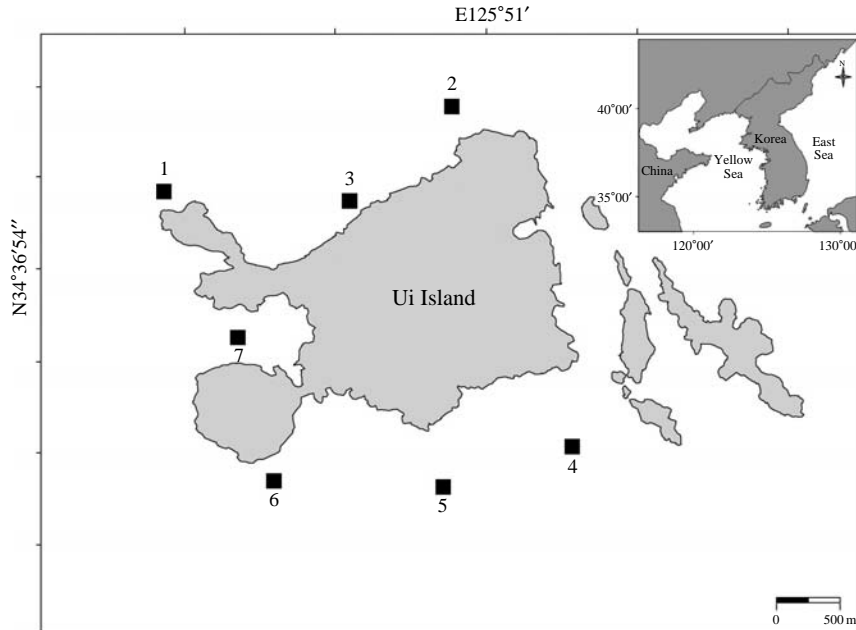 E125°51′
N34°36′54″
1
2
3
Ui Island
7
4
5
6
0 500 m
N
40°00′
Korea
East
Sea
Yellow
Sea
China
35°00′
120°00′ 130°00′